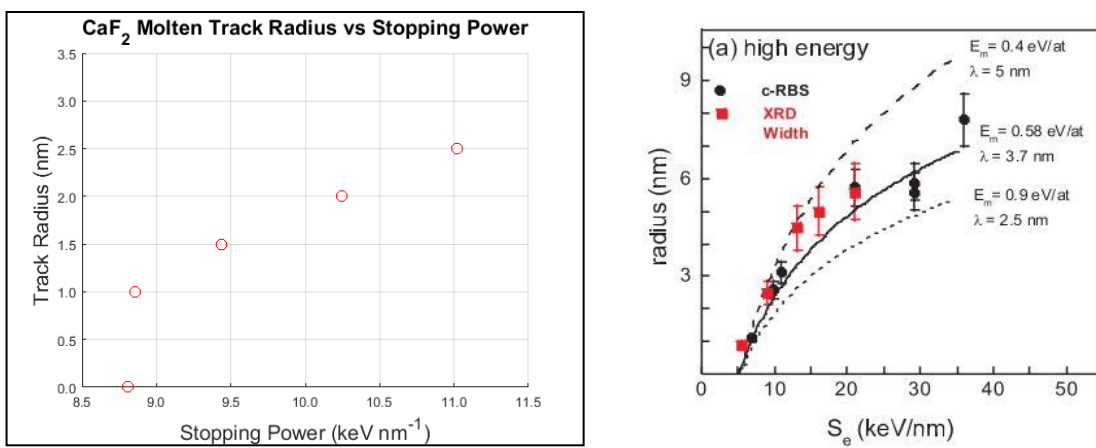 CaF₂ Molten Track Radius vs Stopping Power
3.5
3.0
2.5
2.0
1.5
1.0
0.5
0.0
8.5 9.0 9.5 10.0 10.5 11.0 11.5
Track Radius (nm)
Stopping Power (keV nm⁻¹)
(a) high energy
c-RBS
XRD
Width
Eₘ= 0.4 eV/at
λ = 5 nm
Eₘ= 0.58 eV/at
λ = 3.7 nm
Eₘ= 0.9 eV/at
λ = 2.5 nm
9
6
3
0 10 20 30 40 50
radius (nm)
Sₑ (keV/nm)